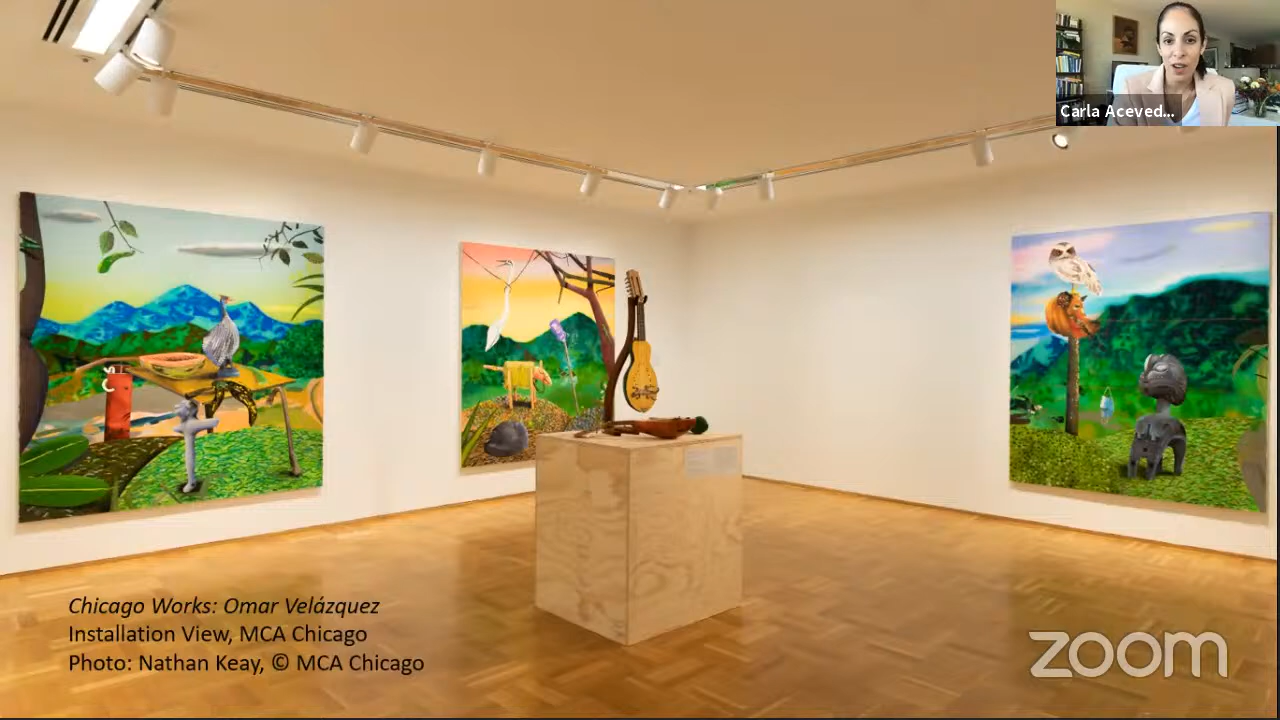 Carla Aceved...
Chicago Works: Omar Velázquez
Installation View, MCA Chicago
Photo: Nathan Keay, © MCA Chicago
zoom